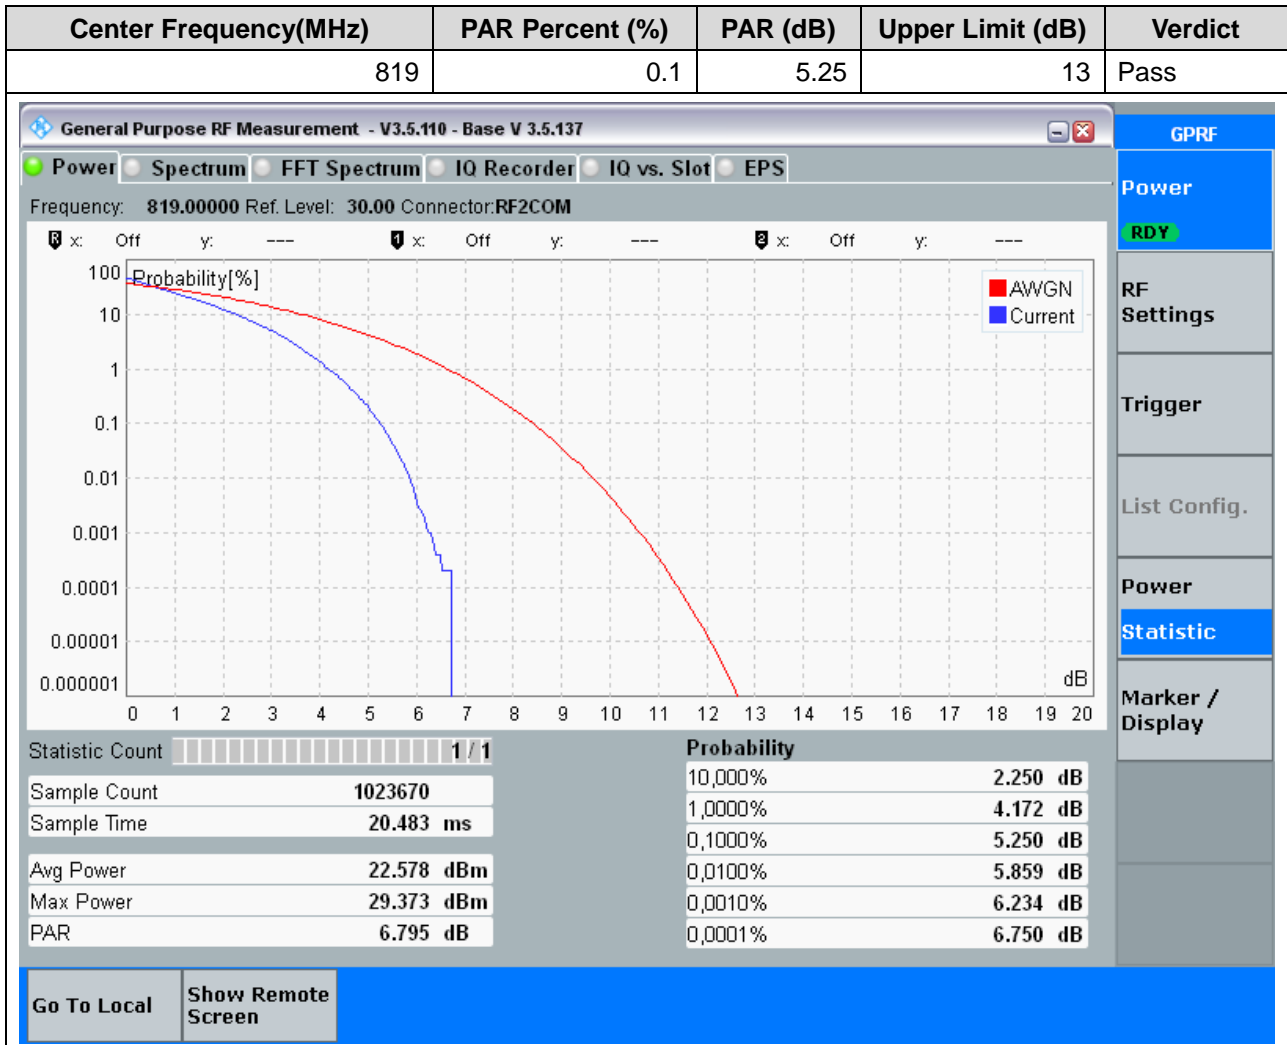 Center Frequency(MHz) PAR Percent (%) PAR (dB) Upper Limit (dB) Verdict
819 0.1 5.25 13 Pass
General Purpose RF Measurement - V3.5.110 - Base V 3.5.137
GPRF
Power Spectrum FFT Spectrum IQ Recorder IQ vs. Slot EPS
Power
RDY
Frequency: 819.00000 Ref. Level: 30.00 Connector:RF2COM
R x: Off y: --- 1 x: Off y: --- 2 x: Off y: ---
Probability[%]
AWGN
Current
100
10
1
0.1
0.01
0.001
0.0001
0.00001
0.000001
dB
0 1 2 3 4 5 6 7 8 9 10 11 12 13 14 15 16 17 18 19 20
RF
Settings
Trigger
List Config.
Power
Statistic
Marker /
Display
Statistic Count 1 / 1
Sample Count 1023670
Sample Time 20.483 ms
Avg Power 22.578 dBm
Max Power 29.373 dBm
PAR 6.795 dB
Probability
10,000% 2.250 dB
1,0000% 4.172 dB
0,1000% 5.250 dB
0,0100% 5.859 dB
0,0010% 6.234 dB
0,0001% 6.750 dB
Go To Local
Show Remote
Screen